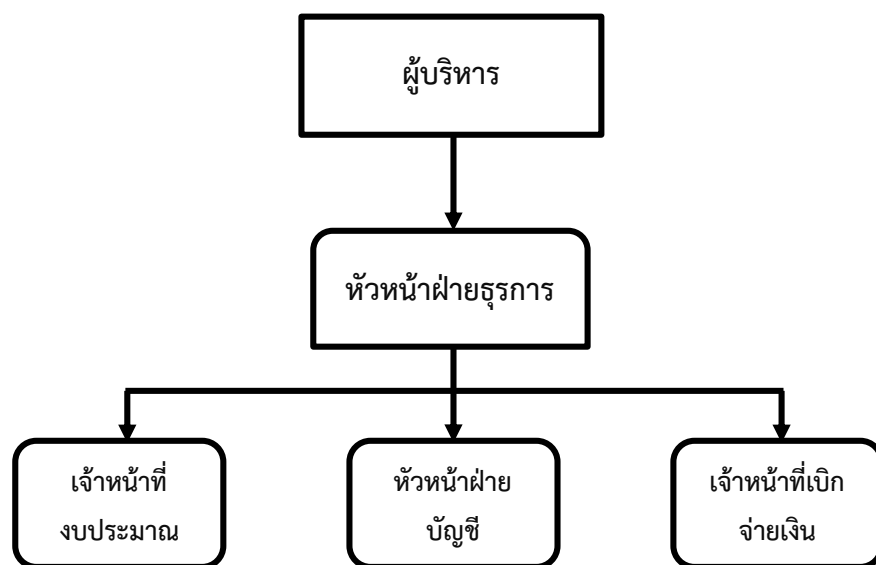 ผู้บริหาร
หัวหน้าฝ่ายธุรการ
เจ้าหน้าที่
งบประมาณ
หัวหน้าฝ่าย
บัญชี
เจ้าหน้าที่เบิก
จ่ายเงิน